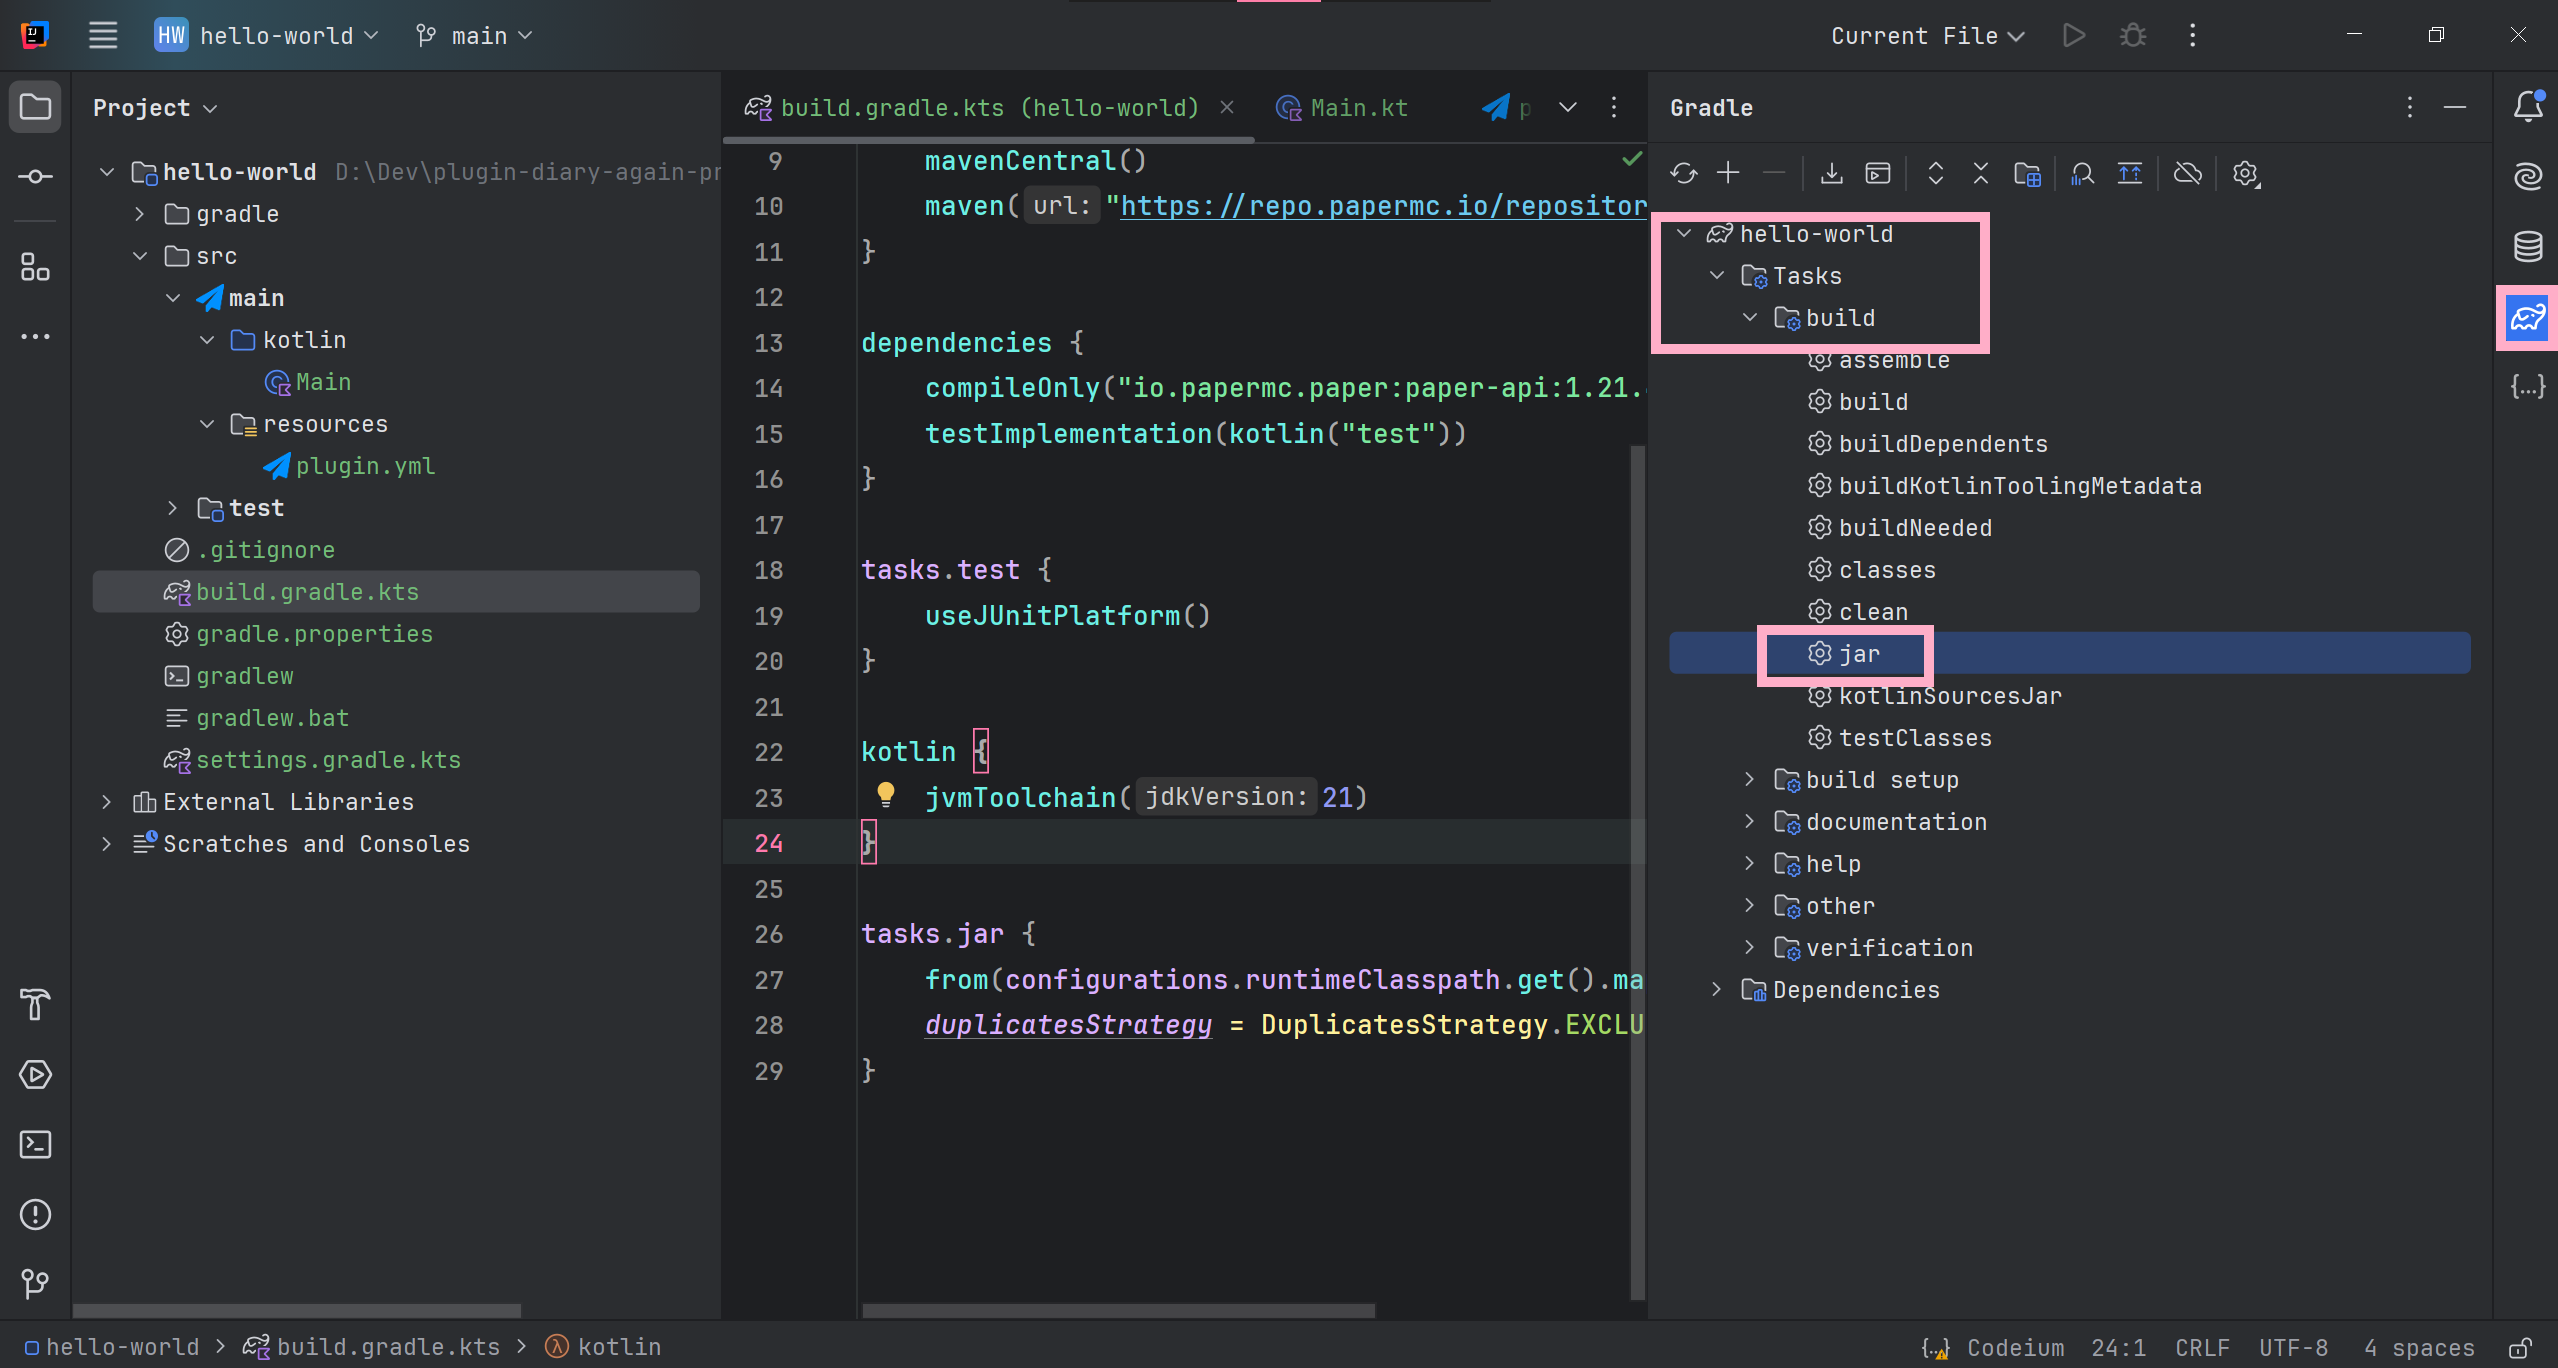 HW hello-world main Current File
Project
hello-world D:\Dev\plugin-diary-again-pr
gradle
src
main
kotlin
Main
resources
plugin.yml
test
.gitignore
build.gradle.kts
gradle.properties
gradlew
gradlew.bat
settings.gradle.kts
External Libraries
Scratches and Consoles
build.gradle.kts (hello-world) Main.kt p
9 mavenCentral()
10 maven( url: "https://repo.papermc.io/repositor
11 }
12
13 dependencies {
14 compileOnly("io.papermc.paper:paper-api:1.21.
15 testImplementation(kotlin("test"))
16 }
17
18 tasks.test {
19 useJUnitPlatform()
20 }
21
22 kotlin {
23 jvmToolchain( jdkVersion: 21)
24 }
25
26 tasks.jar {
27 from(configurations.runtimeClasspath.get().ma
28 duplicatesStrategy = DuplicatesStrategy.EXCLU
29 }
Gradle
hello-world
Tasks
build
assemble
build
buildDependents
buildKotlinToolingMetadata
buildNeeded
classes
clean
jar
kotlinSourcesJar
testClasses
build setup
documentation
help
other
verification
Dependencies
hello-world > build.gradle.kts > kotlin
{...} Codeium 24:1 CRLF UTF-8 4 spaces